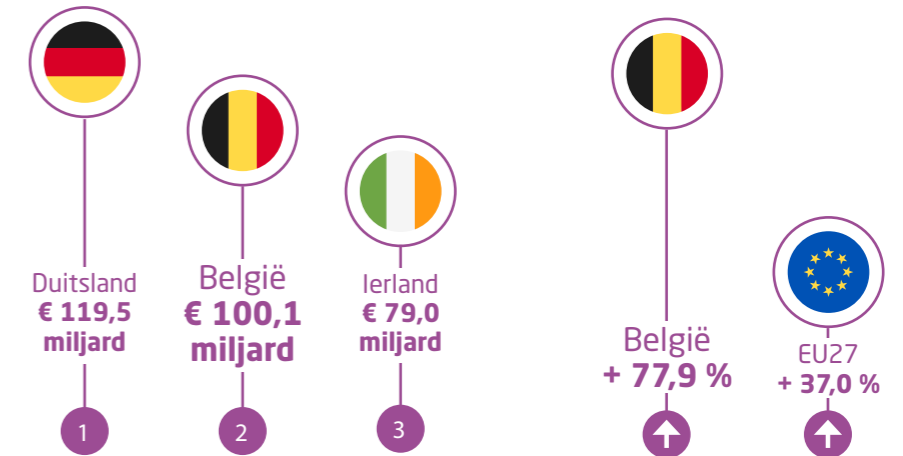 Duitsland
€ 119,5
miljard
1
België
€ 100,1
miljard
2
Ierland
€ 79,0
miljard
3
België
+ 77,9 %
EU27
+ 37,0 %